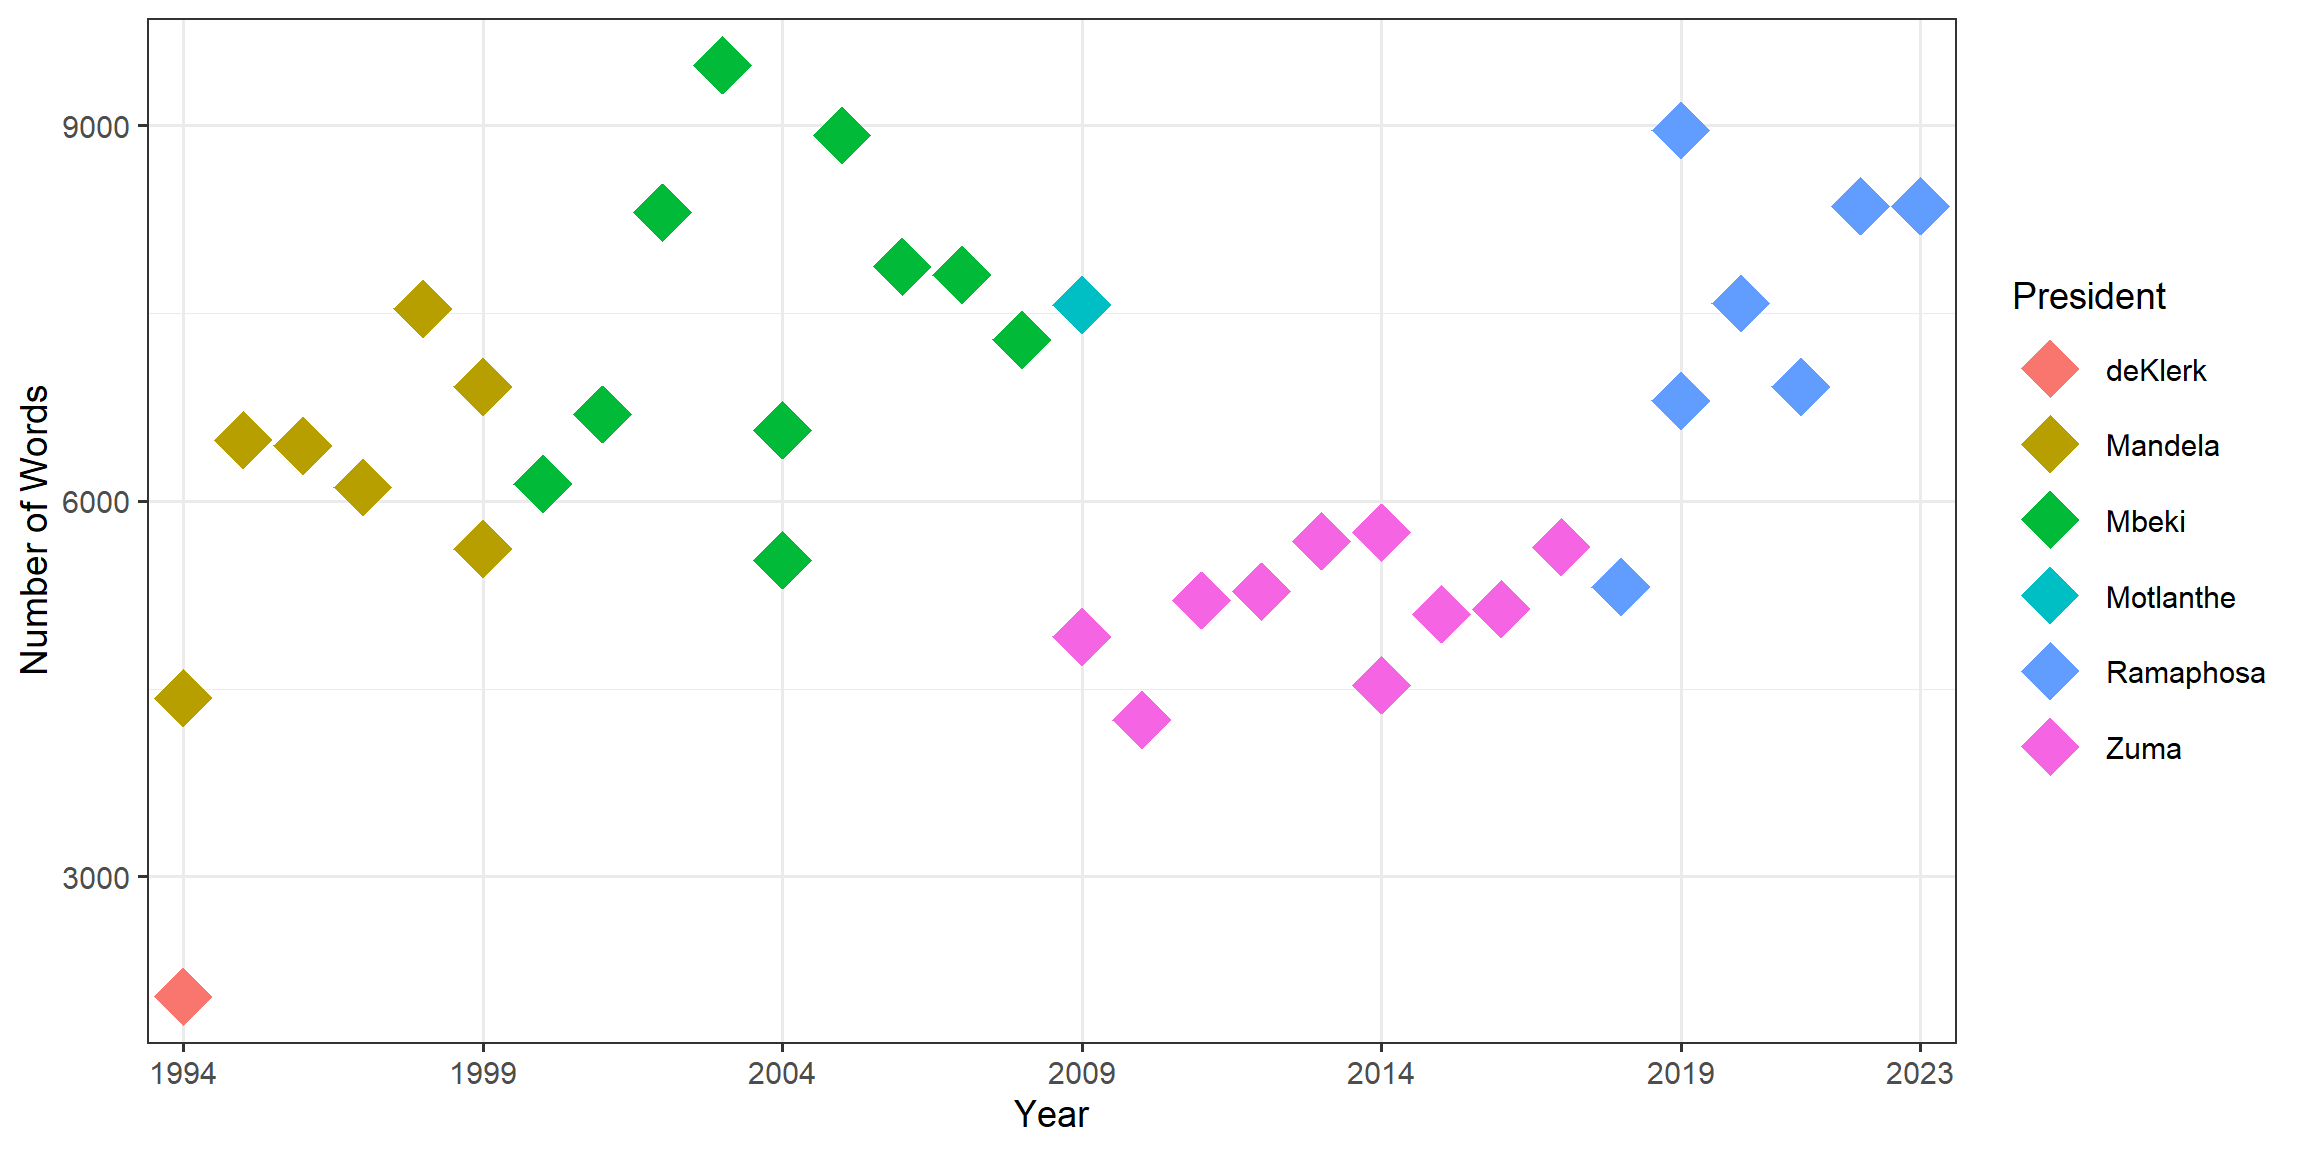 9000
6000
3000
Number of Words
1994 1999 2004 2009 2014 2019 2023
Year
President
deKlerk
Mandela
Mbeki
Motlanthe
Ramaphosa
Zuma